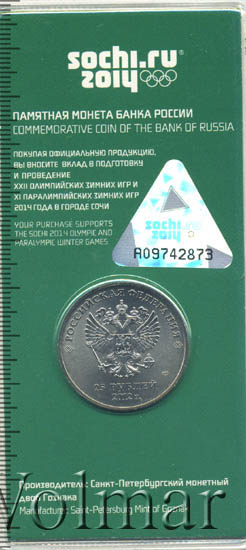 sochi.ru
2014
ПАМЯТНАЯ МОНЕТА БАНКА РОССИИ
COMMEMORATIVE COIN OF THE BANK OF RUSSIA
ПОКУПАЯ ОФИЦИАЛЬНУЮ ПРОДУКЦИЮ,
ВЫ ВНОСИТЕ ВКЛАД В ПОДГОТОВКУ
И ПРОВЕДЕНИЕ
XXII ОЛИМПИЙСКИХ ЗИМНИХ ИГР И
XI ПАРАЛИМПИЙСКИХ ЗИМНИХ ИГР
2014 ГОДА В ГОРОДЕ СОЧИ
YOUR PURCHASE SUPPORTS
THE SOCHI 2014 OLYMPIC AND
PARALYMPIC WINTER GAMES
sochi.ru
2014
A09742873
РОССИЙСКАЯ ФЕДЕРАЦИЯ
25 РУБЛЕЙ
2012 г.
Производитель: Санкт-Петербургский монетный
двор Гознака
Manufacturer: Saint-Petersburg Mint of Goznak
Volmar